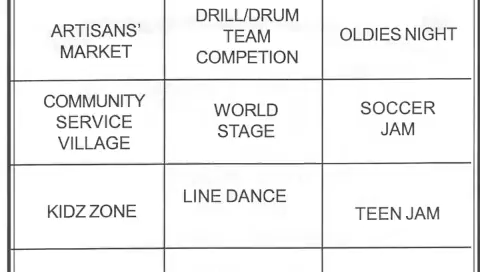 ARTISANS'
MARKET
DRILL/DRUM
TEAM
COMPETION
OLDIES NIGHT
COMMUNITY
SERVICE
VILLAGE
WORLD
STAGE
SOCCER
JAM
KIDZ ZONE
LINE DANCE
TEEN JAM